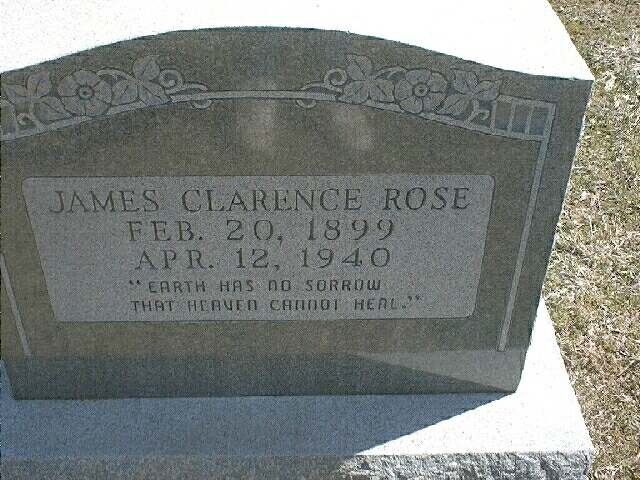 JAMES CLARENCE ROSE
FEB. 20, 1899
APR. 12, 1940
"EARTH HAS NO SORROW
THAT HEAVEN CANNOT HEAL."